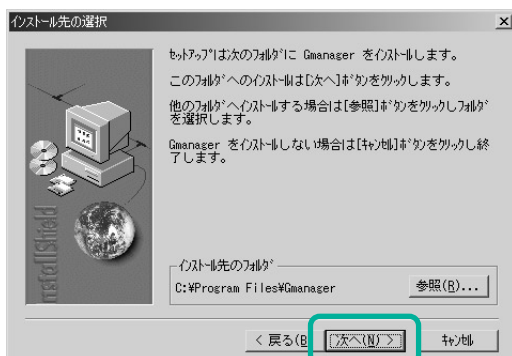 インストール先の選択
ｾｯﾄｱｯﾌﾟは次のﾌｫﾙﾀﾞに Gmanager をｲﾝｽﾄｰﾙします。
このﾌｫﾙﾀﾞへのｲﾝｽﾄｰﾙは[次へ]ﾎﾞﾀﾝをｸﾘｯｸします。
他のﾌｫﾙﾀﾞへｲﾝｽﾄｰﾙする場合は[参照]ﾎﾞﾀﾝをｸﾘｯｸしﾌｫﾙﾀﾞ
を選択します。
Gmanager をｲﾝｽﾄｰﾙしない場合は[ｷｬﾝｾﾙ]ﾎﾞﾀﾝをｸﾘｯｸし終
了します。
InstallShield
ｲﾝｽﾄｰﾙ先のﾌｫﾙﾀﾞ
C:¥Program Files¥Gmanager
参照(R)...
< 戻る(B
次へ(N) >
ｷｬﾝｾﾙ